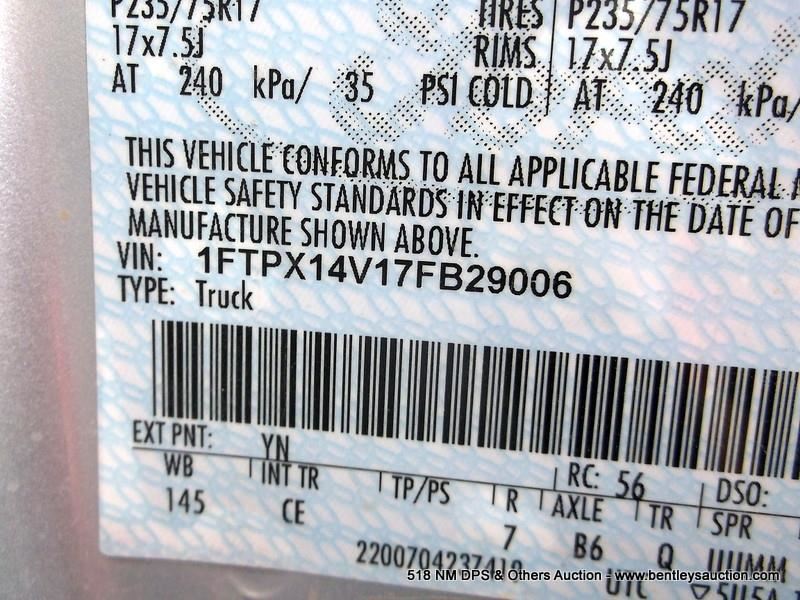 P235/75R17 TIRES P235/75R17
17x7.5J RIMS 17x7.5J
AT 240 kPa/ 35 PSI COLD AT 240 kPa/
THIS VEHICLE CONFORMS TO ALL APPLICABLE FEDERAL
VEHICLE SAFETY STANDARDS IN EFFECT ON THE DATE OF
MANUFACTURE SHOWN ABOVE.
VIN: 1FTPX14V17FB29006
TYPE: Truck
EXT PNT: YN RC: 56 DSO:
WB INT TR TP/PS R AXLE TR SPR
145 CE 7 B6 Q
UTC
518 NM DPS & Others Auction - www.bentleysauction.com